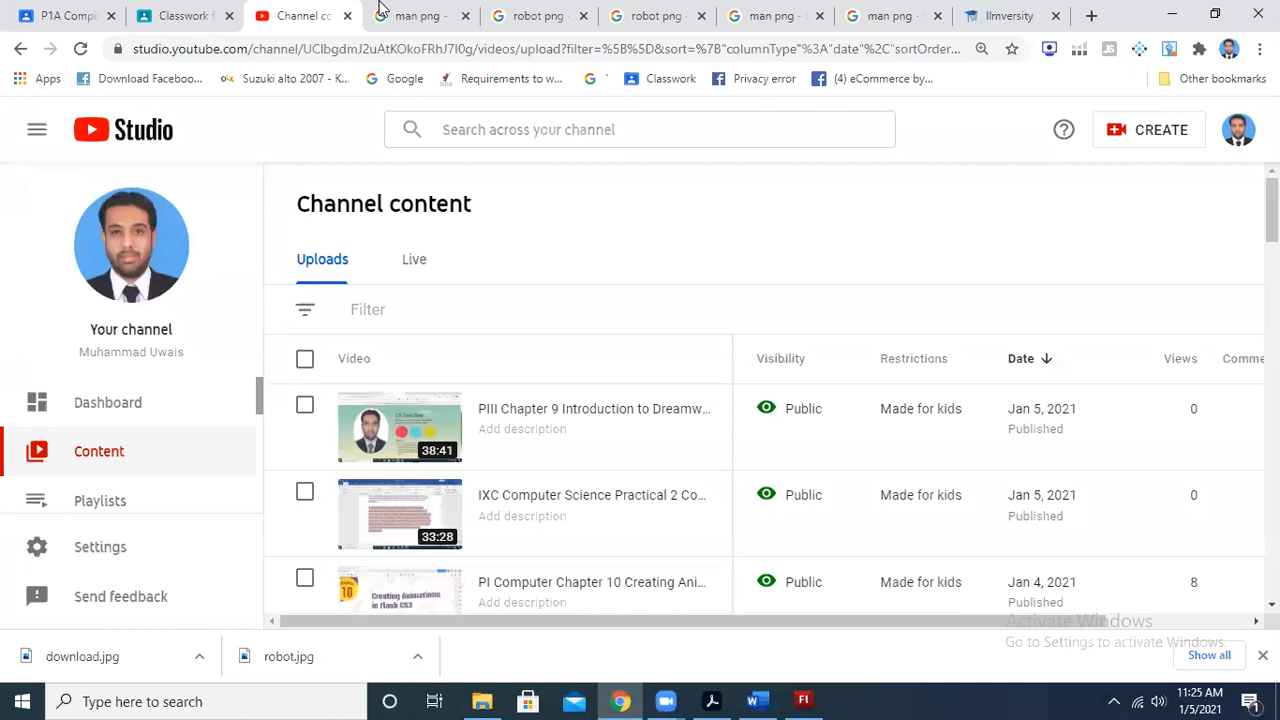 P1A Comp
Classwork f
Channel co
man png -
robot png
robot png
man png -
man png -
Ilmversity
studio.youtube.com/channel/UCIbgdmJ2uAtKOkoFRhJ7I0g/videos/upload?filter=%5B%5D&sort=%7B"columnType"%3A"date"%2C"sortOrder...
Apps
Download Faceboo...
Suzuki alto 2007 - K...
Google
Requirements to w...
Classwork
Privacy error
(4) eCommerce by...
Other bookmarks
Studio
Search across your channel
CREATE
Your channel
Muhammad Uwais
Dashboard
Content
Playlists
Settings
Send feedback
Channel content
Uploads
Live
Filter
Video Visibility Restrictions Date Views Comme
PIII Chapter 9 Introduction to Dreamw... Public Made for kids Jan 5, 2021 0
Add description Published
38:41
IXC Computer Science Practical 2 Co... Public Made for kids Jan 5, 2021 0
Add description Published
33:28
PI Computer Chapter 10 Creating Ani... Public Made for kids Jan 4, 2021 8
Add description Published
10
Creating Animations
in Flash CS3
Activate Windows
Go to Settings to activate Windows.
download.jpg
robot.jpg
Show all
Type here to search
11:25 AM
1/5/2021